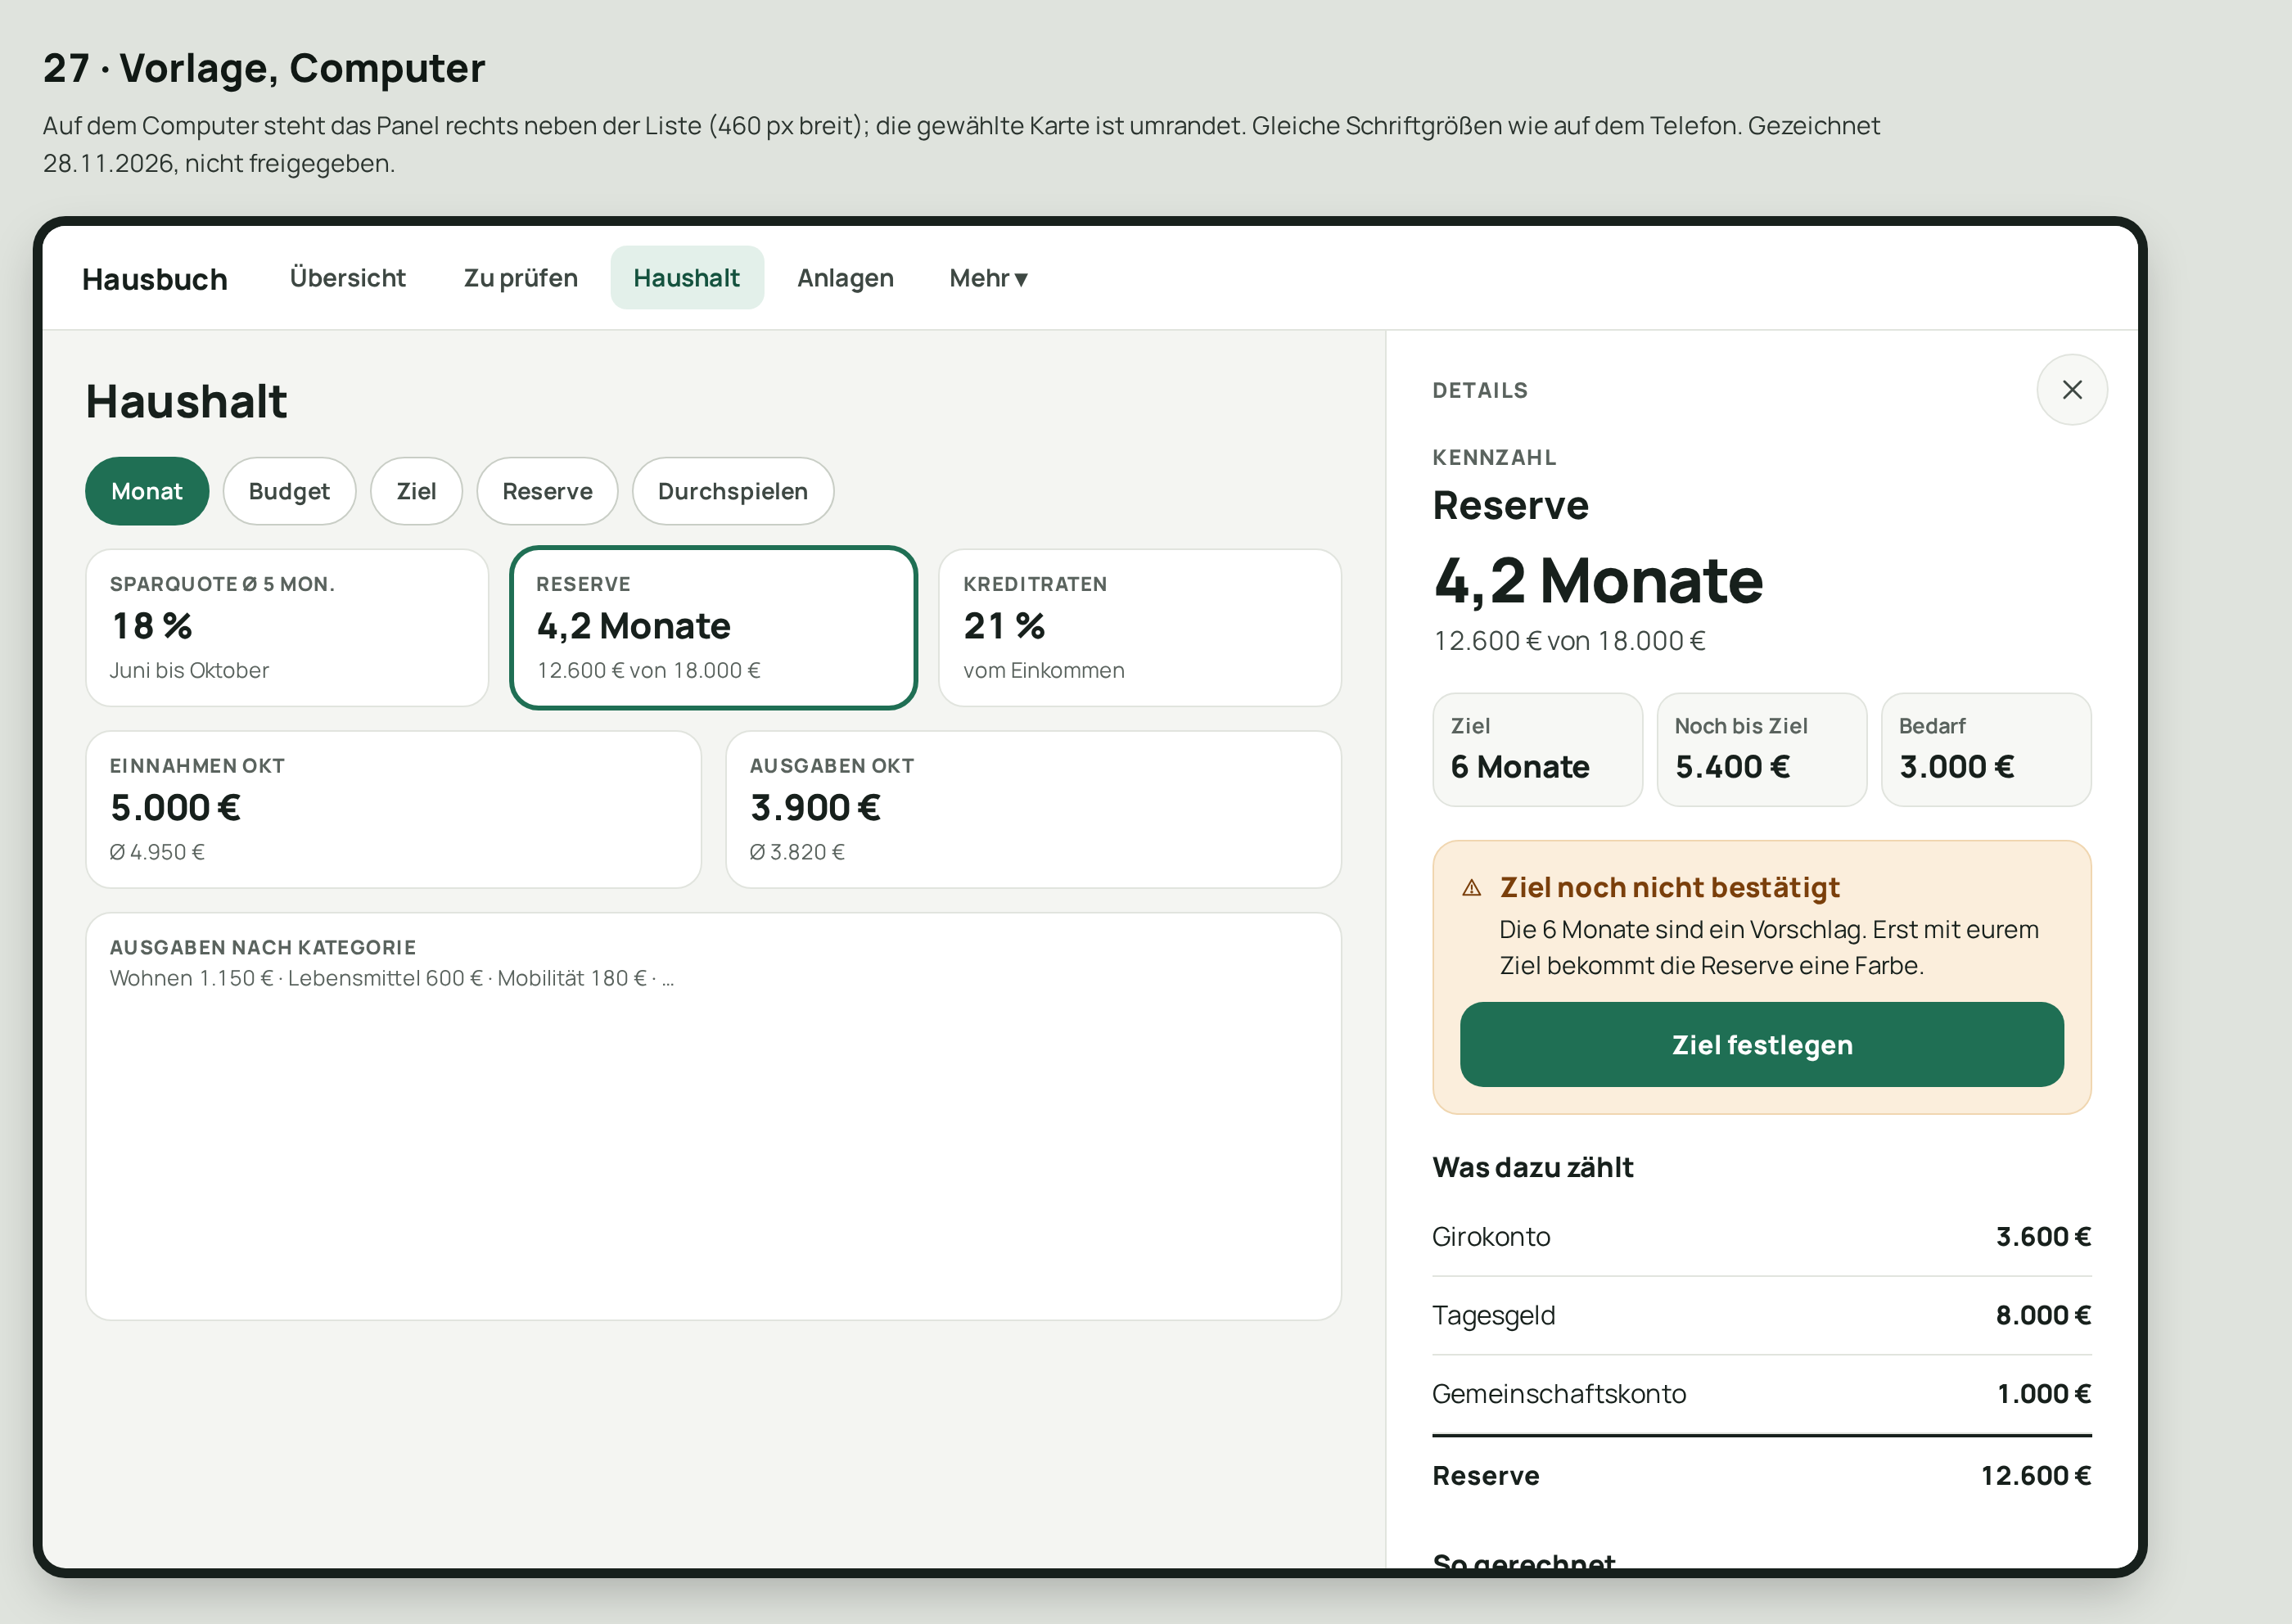 27 · Vorlage, Computer
Auf dem Computer steht das Panel rechts neben der Liste (460 px breit); die gewählte Karte ist umrandet. Gleiche Schriftgrößen wie auf dem Telefon. Gezeichnet
28.11.2026, nicht freigegeben.
Hausbuch
Übersicht
Zu prüfen
Haushalt
Anlagen
Mehr ▾
Haushalt
Monat
Budget
Ziel
Reserve
Durchspielen
SPARQUOTE Ø 5 MON.
18 %
Juni bis Oktober
RESERVE
4,2 Monate
12.600 € von 18.000 €
KREDITRATEN
21 %
vom Einkommen
EINNAHMEN OKT
5.000 €
Ø 4.950 €
AUSGABEN OKT
3.900 €
Ø 3.820 €
AUSGABEN NACH KATEGORIE
Wohnen 1.150 € · Lebensmittel 600 € · Mobilität 180 € · …
DETAILS
KENNZAHL
Reserve
4,2 Monate
12.600 € von 18.000 €
Ziel
6 Monate
Noch bis Ziel
5.400 €
Bedarf
3.000 €
Ziel noch nicht bestätigt
Die 6 Monate sind ein Vorschlag. Erst mit eurem
Ziel bekommt die Reserve eine Farbe.
Ziel festlegen
Was dazu zählt
Girokonto 3.600 €
Tagesgeld 8.000 €
Gemeinschaftskonto 1.000 €
Reserve 12.600 €
So gerechnet